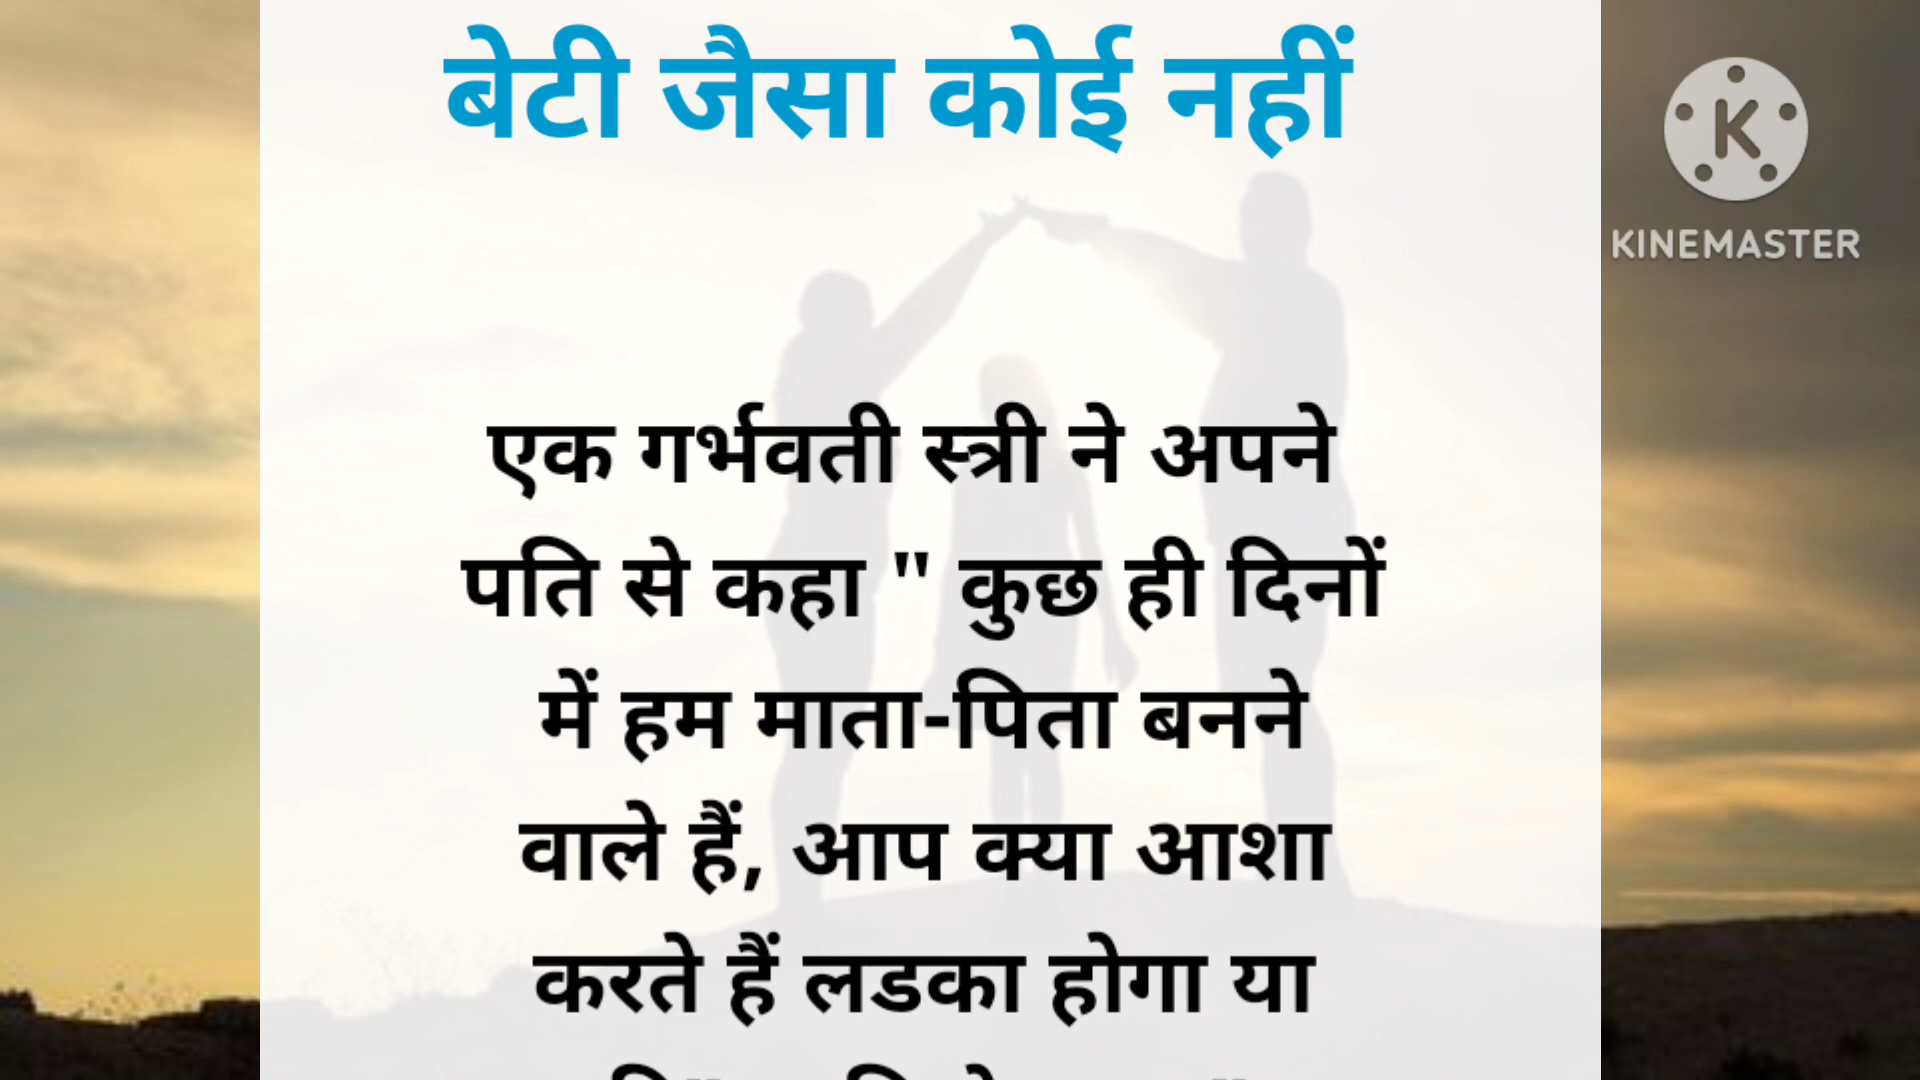 बेटी जैसा कोई नहीं
K
KINEMASTER
एक गर्भवती स्त्री ने अपने
पति से कहा " कुछ ही दिनों
में हम माता-पिता बनने
वाले हैं, आप क्या आशा
करते हैं लडका होगा या